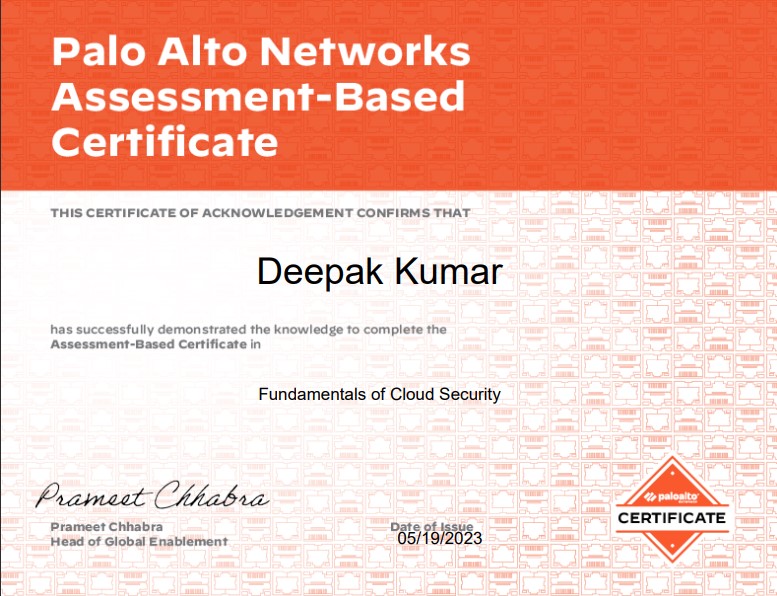 Palo Alto Networks
Assessment-Based
Certificate
THIS CERTIFICATE OF ACKNOWLEDGEMENT CONFIRMS THAT
Deepak Kumar
has successfully demonstrated the knowledge to complete the
Assessment-Based Certificate in
Fundamentals of Cloud Security
Prameet Chhabra
Prameet Chhabra
Head of Global Enablement
Date of Issue
05/19/2023
paloalto
CERTIFICATE